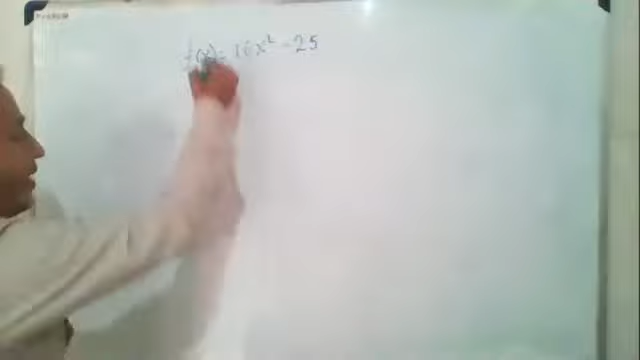 f(x) = 16x² - 25